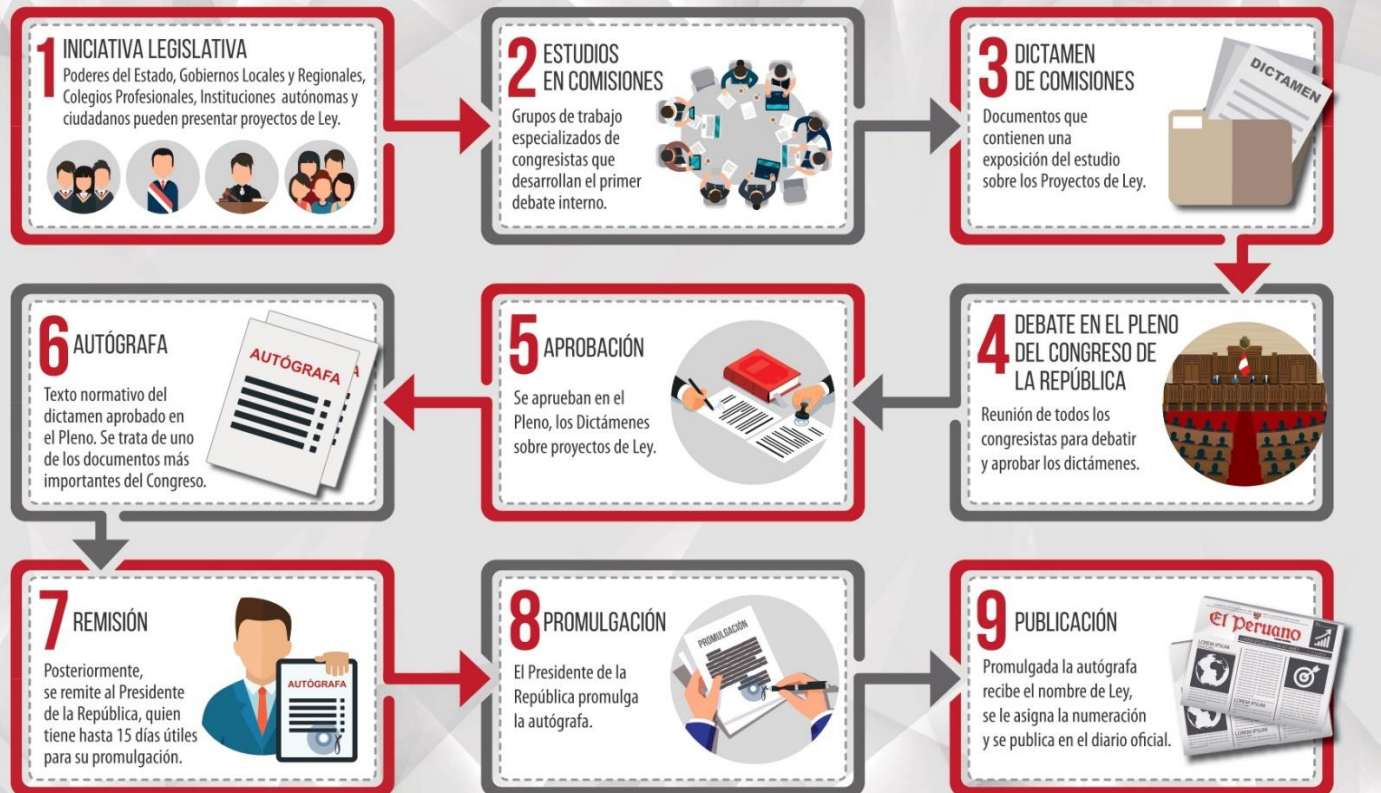 1 INICIATIVA LEGISLATIVA
Poderes del Estado, Gobiernos Locales y Regionales,
Colegios Profesionales, Instituciones autónomas y
ciudadanos pueden presentar proyectos de Ley.
2 ESTUDIOS
EN COMISIONES
Grupos de trabajo
especializados de
congresistas que
desarrollan el primer
debate interno.
3 DICTAMEN
DE COMISIONES
Documentos que
contienen una
exposición del estudio
sobre los Proyectos de Ley.
DICTAMEN
4 DEBATE EN EL PLENO
DEL CONGRESO DE
LA REPÚBLICA
Reunión de todos los
congresistas para debatir
y aprobar los dictámenes.
5 APROBACIÓN
Se aprueban en el
Pleno, los Dictámenes
sobre proyectos de Ley.
6 AUTÓGRAFA
Texto normativo del
dictamen aprobado en
el Pleno. Se trata de uno
de los documentos más
importantes del Congreso.
AUTÓGRAFA
7 REMISIÓN
Posteriormente,
se remite al Presidente
de la República, quien
tiene hasta 15 días útiles
para su promulgación.
AUTÓGRAFA
8 PROMULGACIÓN
El Presidente de la
República promulga
la autógrafa.
PROMULGACIÓN
9 PUBLICACIÓN
Promulgada la autógrafa
recibe el nombre de Ley,
se le asigna la numeración
y se publica en el diario oficial.
El Peruano
LOREM IPSUM
LOREM IPSUM
LOREM IPSUM